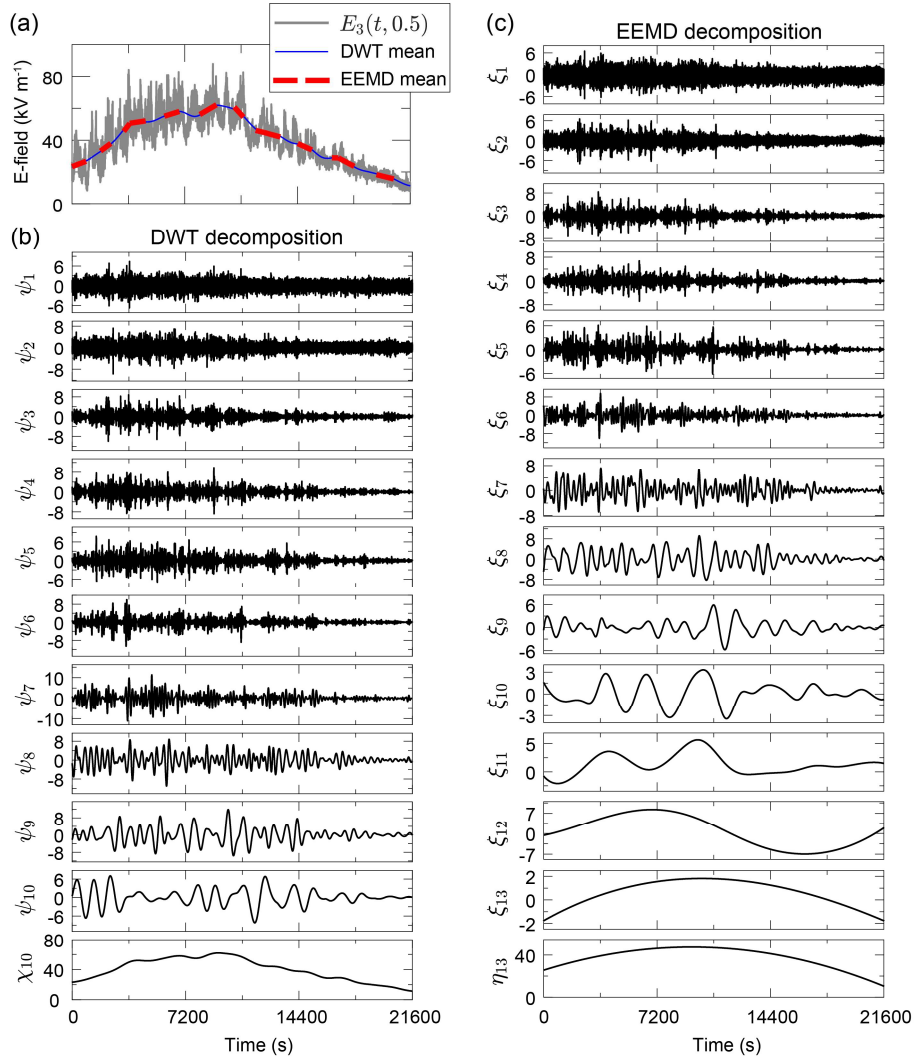 (a)
E₃(t, 0.5)
DWT mean
EEMD mean
E-field (kV m⁻¹)
80
40
0
(b)
DWT decomposition
ψ₁
6
0
-6
ψ₂
8
0
-8
ψ₃
8
0
-8
ψ₄
8
0
-8
ψ₅
6
0
-6
ψ₆
8
0
-8
ψ₇
10
0
-10
ψ₈
8
0
-8
ψ₉
8
0
-8
ψ₁₀
6
0
-6
χ₁₀
80
40
0
0 7200 14400 21600
Time (s)
(c)
EEMD decomposition
ξ₁
6
0
-6
ξ₂
6
0
-6
ξ₃
8
0
-8
ξ₄
8
0
-8
ξ₅
6
0
-6
ξ₆
8
0
-8
ξ₇
8
0
-8
ξ₈
8
0
-8
ξ₉
6
0
-6
ξ₁₀
3
0
-3
ξ₁₁
5
0
ξ₁₂
7
0
-7
ξ₁₃
2
0
-2
η₁₃
40
0
0 7200 14400 21600
Time (s)